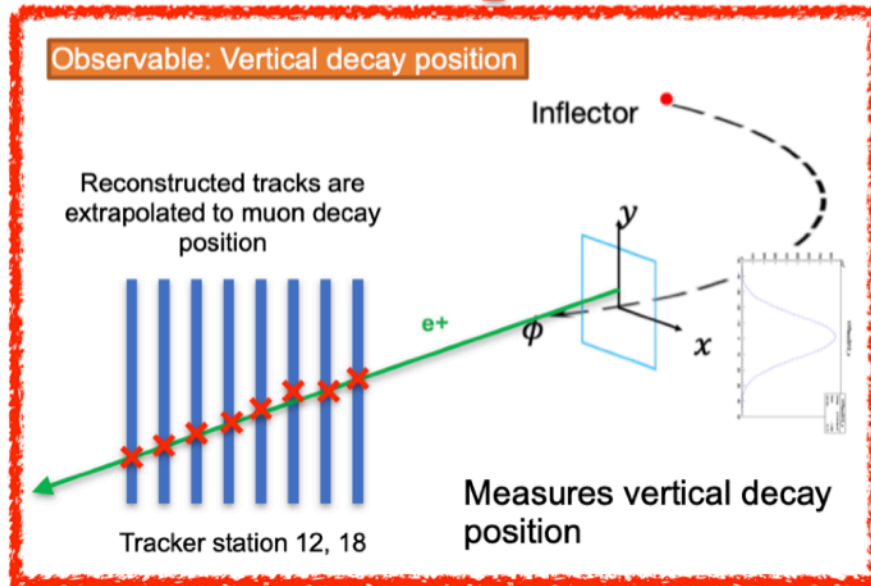 Observable: Vertical decay position
Inflector
Reconstructed tracks are
extrapolated to muon decay
position
y
e+
ϕ
x
Measures vertical decay
position
Tracker station 12, 18